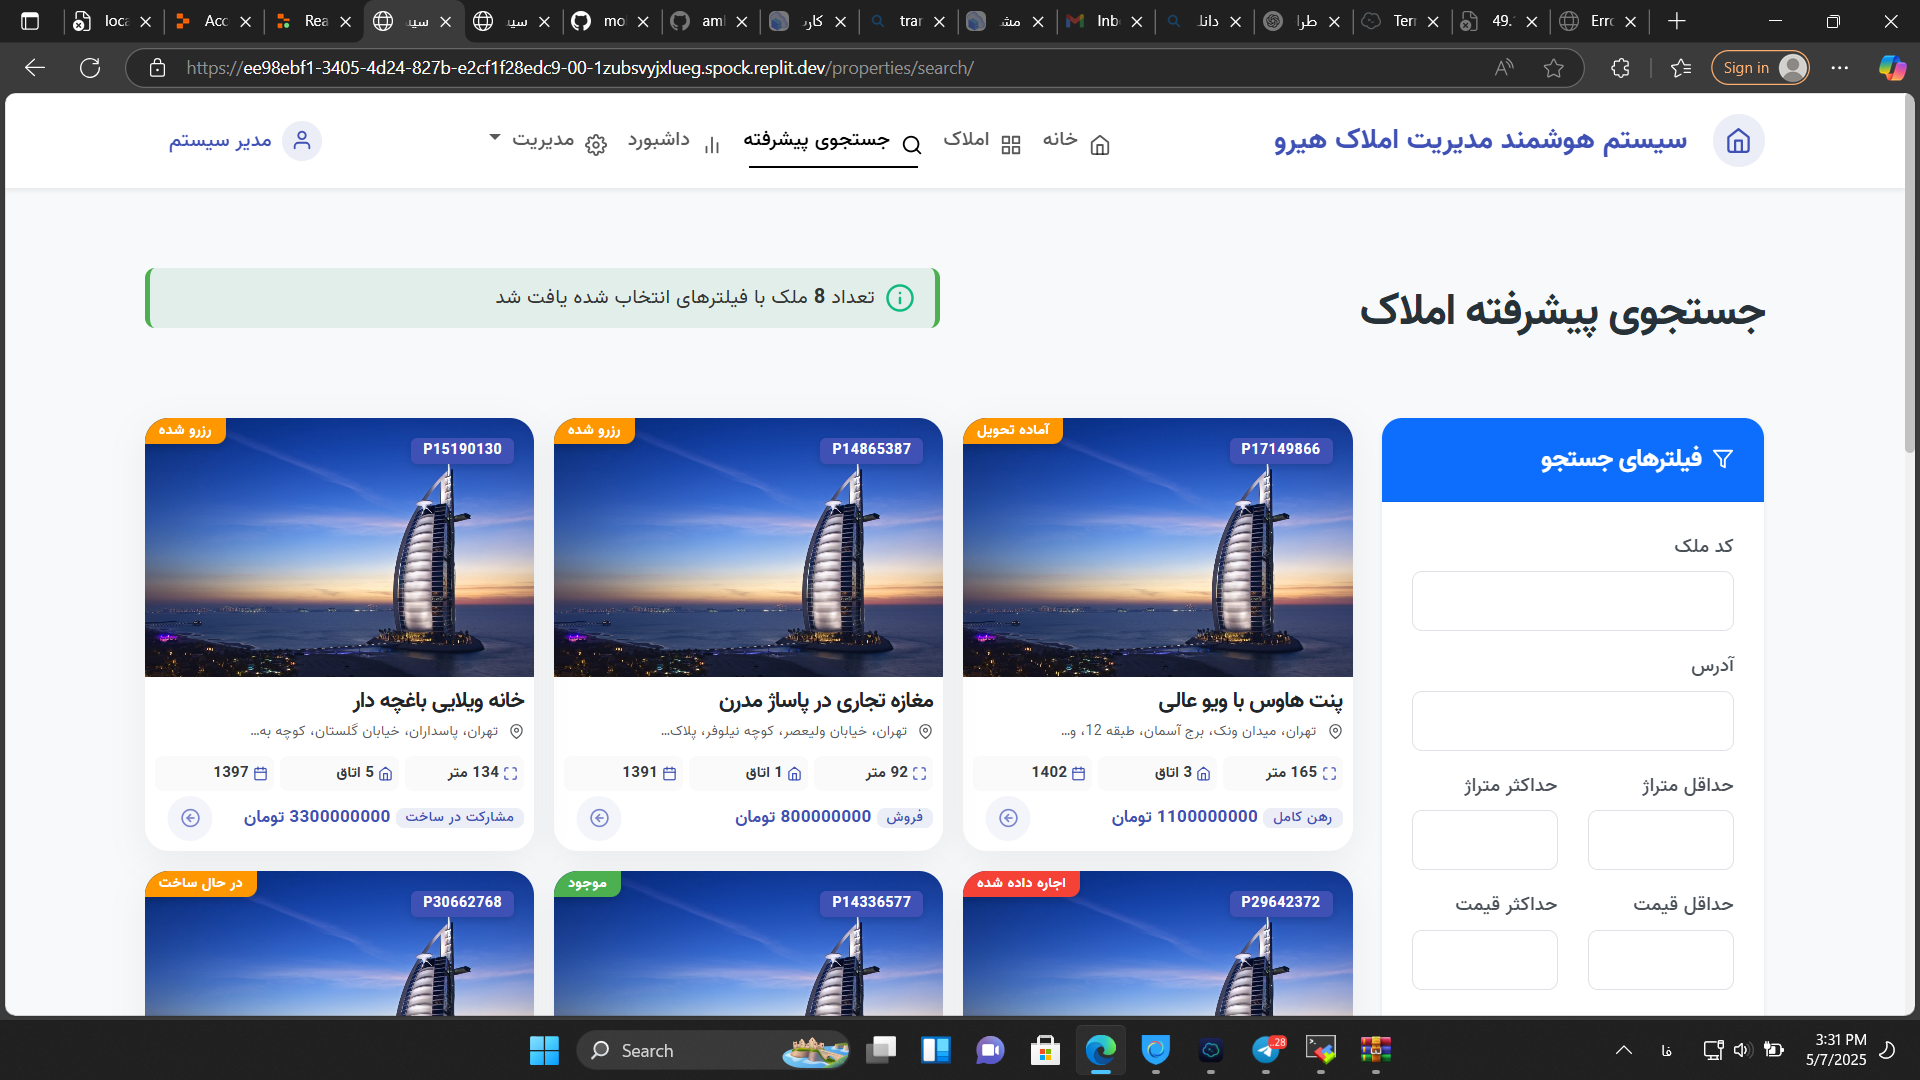 loca
Acc
Rea
سیس
سیس
mo
aml
کارب
tran
مش
Inb
دانل
طرا
Terr
49.
Erro
https://ee98ebf1-3405-4d24-827b-e2cf1f28edc9-00-1zubsvyjxlueg.spock.replit.dev/properties/search/
Sign in
سیستم هوشمند مدیریت املاک هیرو
خانه
املاک
جستجوی پیشرفته
داشبورد
مدیریت
مدیر سیستم
جستجوی پیشرفته املاک
تعداد 8 ملک با فیلترهای انتخاب شده یافت شد
فیلترهای جستجو
کد ملک
آدرس
حداقل متراژ
حداکثر متراژ
حداقل قیمت
حداکثر قیمت
آماده تحویل
P17149866
پنت هاوس با ویو عالی
تهران، میدان ونک، برج آسمان، طبقه 12، و...
165 متر
3 اتاق
1402
رهن کامل
1100000000 تومان
رزرو شده
P14865387
مغازه تجاری در پاساژ مدرن
تهران، خیابان ولیعصر، کوچه نیلوفر، پلاک...
92 متر
1 اتاق
1391
فروش
800000000 تومان
رزرو شده
P15190130
خانه ویلایی باغچه دار
تهران، پاسداران، خیابان گلستان، کوچه به...
134 متر
5 اتاق
1397
مشارکت در ساخت
3300000000 تومان
اجاره داده شده
P29642372
موجود
P14336577
در حال ساخت
P30662768
Search
28
فا
3:31 PM
5/7/2025